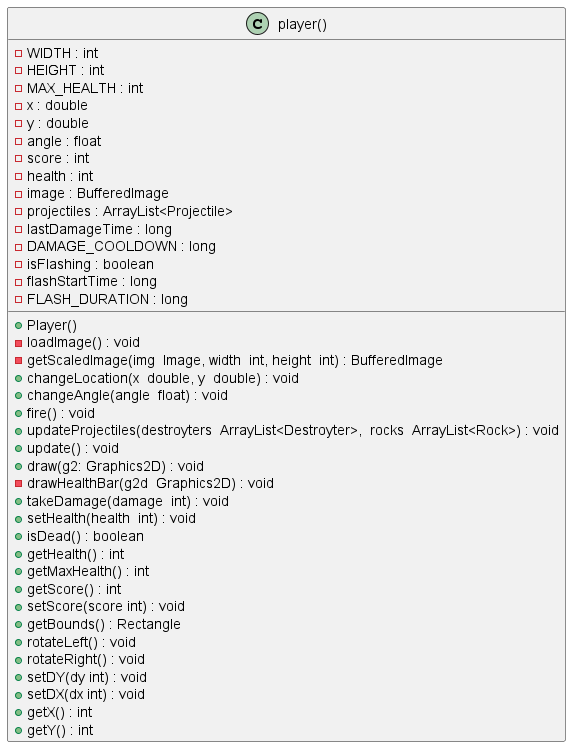 C player()
WIDTH : int
HEIGHT : int
MAX_HEALTH : int
x : double
y : double
angle : float
score : int
health : int
image : BufferedImage
projectiles : ArrayList<Projectile>
lastDamageTime : long
DAMAGE_COOLDOWN : long
isFlashing : boolean
flashStartTime : long
FLASH_DURATION : long
Player()
loadImage() : void
getScaledImage(img Image, width int, height int) : BufferedImage
changeLocation(x double, y double) : void
changeAngle(angle float) : void
fire() : void
updateProjectiles(destroyters ArrayList<Destroyter>, rocks ArrayList<Rock>) : void
update() : void
draw(g2: Graphics2D) : void
drawHealthBar(g2d Graphics2D) : void
takeDamage(damage int) : void
setHealth(health int) : void
isDead() : boolean
getHealth() : int
getMaxHealth() : int
getScore() : int
setScore(score int) : void
getBounds() : Rectangle
rotateLeft() : void
rotateRight() : void
setDY(dy int) : void
setDX(dx int) : void
getX() : int
getY() : int